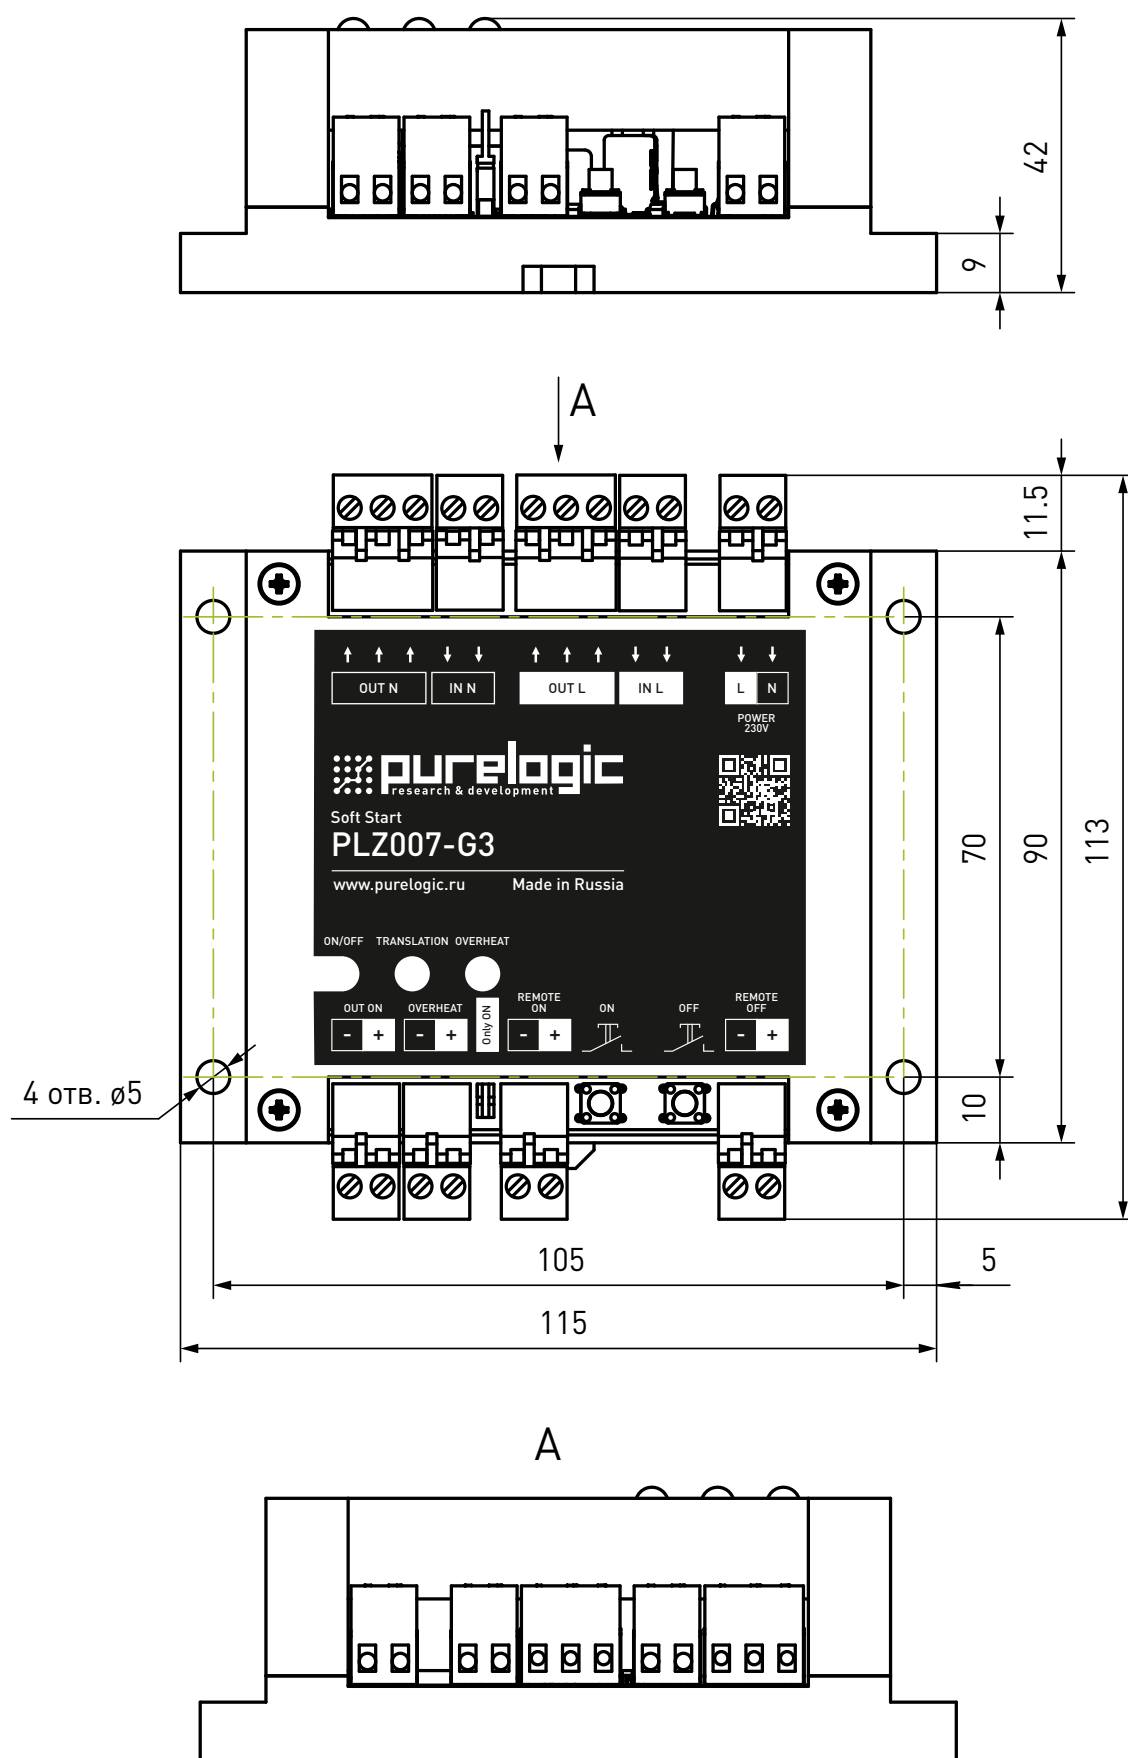 42
9
A
11.5
OUT N
IN N
OUT L
IN L
L
N
POWER
230V
purelogic
research & development
Soft Start
PLZ007-G3
www.purelogic.ru
Made in Russia
70
90
113
ON/OFF
TRANSLATION
OVERHEAT
OUT ON
OVERHEAT
Only ON
REMOTE
ON
ON
OFF
REMOTE
OFF
- +
- +
- +
- +
4 отв. ø5
10
105
5
115
A